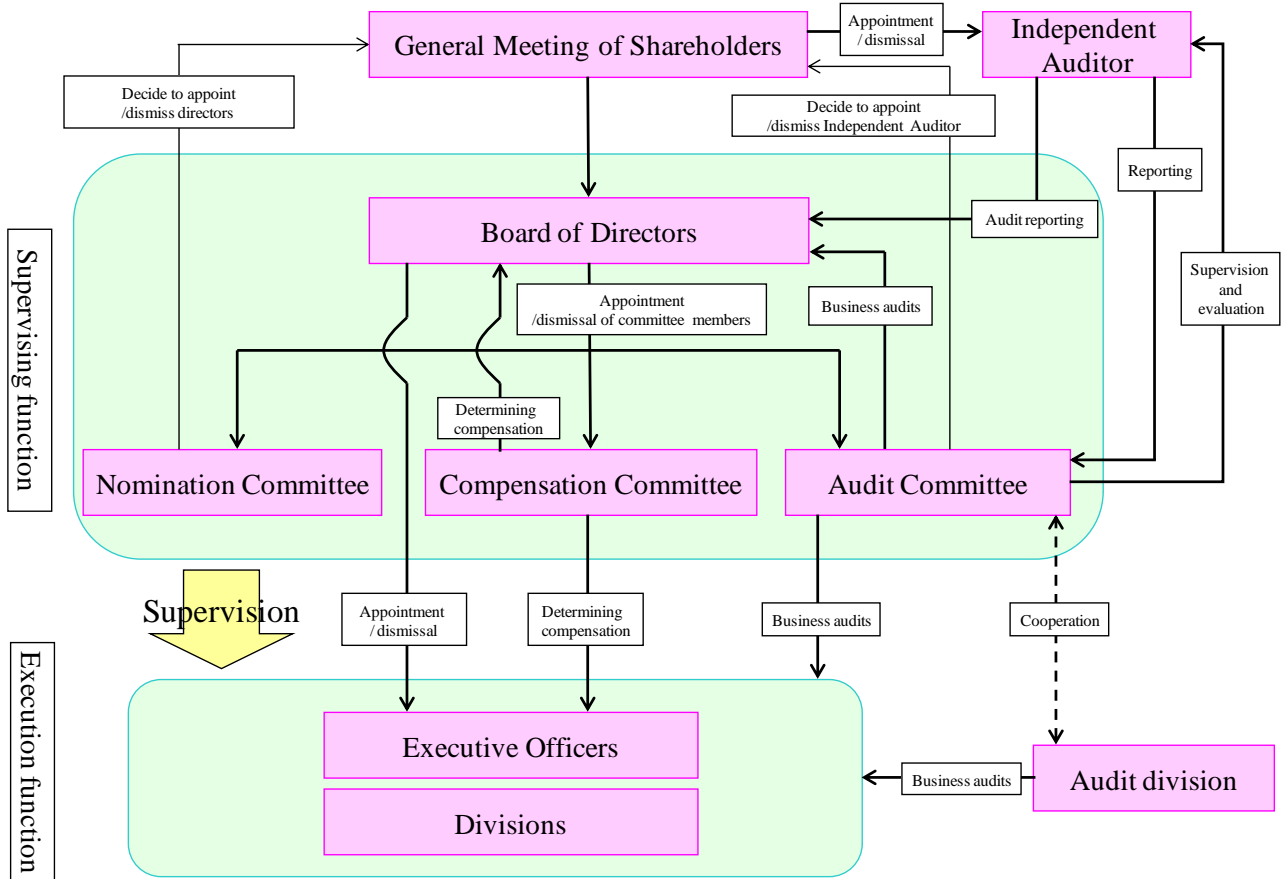 Appointment
/ dismissal
General Meeting of Shareholders
Independent
Auditor
Decide to appoint
/dismiss directors
Decide to appoint
/dismiss Independent Auditor
Reporting
Board of Directors
Audit reporting
Supervising function
Appointment
/dismissal of committee members
Business audits
Supervision
and
evaluation
Determining
compensation
Nomination Committee
Compensation Committee
Audit Committee
Supervision
Appointment
/ dismissal
Determining
compensation
Business audits
Cooperation
Execution function
Executive Officers
Business audits
Audit division
Divisions